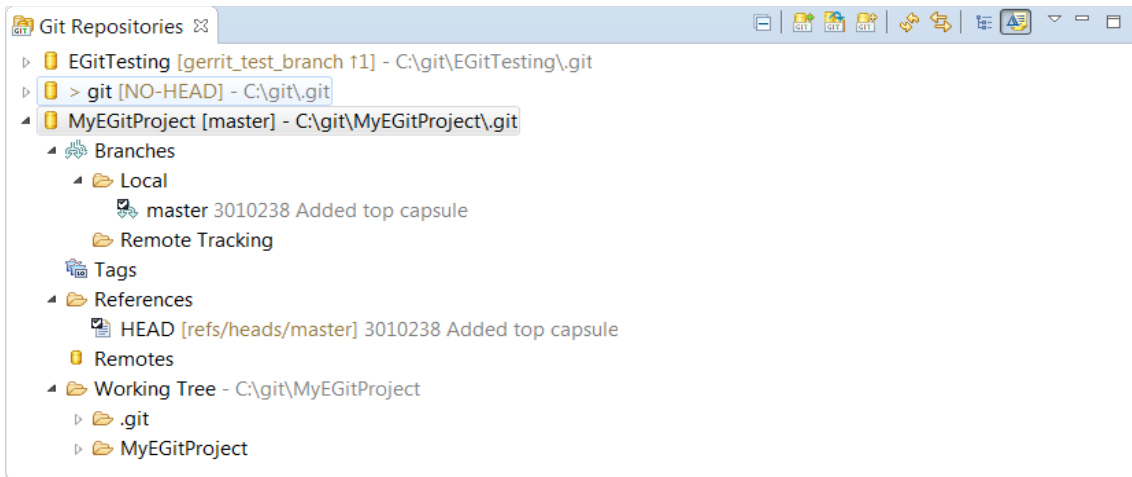 Git Repositories
EGitTesting [gerrit_test_branch ↑1] - C:\git\EGitTesting\.git
> git [NO-HEAD] - C:\git\.git
MyEGitProject [master] - C:\git\MyEGitProject\.git
Branches
Local
master 3010238 Added top capsule
Remote Tracking
Tags
References
HEAD [refs/heads/master] 3010238 Added top capsule
Remotes
Working Tree - C:\git\MyEGitProject
.git
MyEGitProject